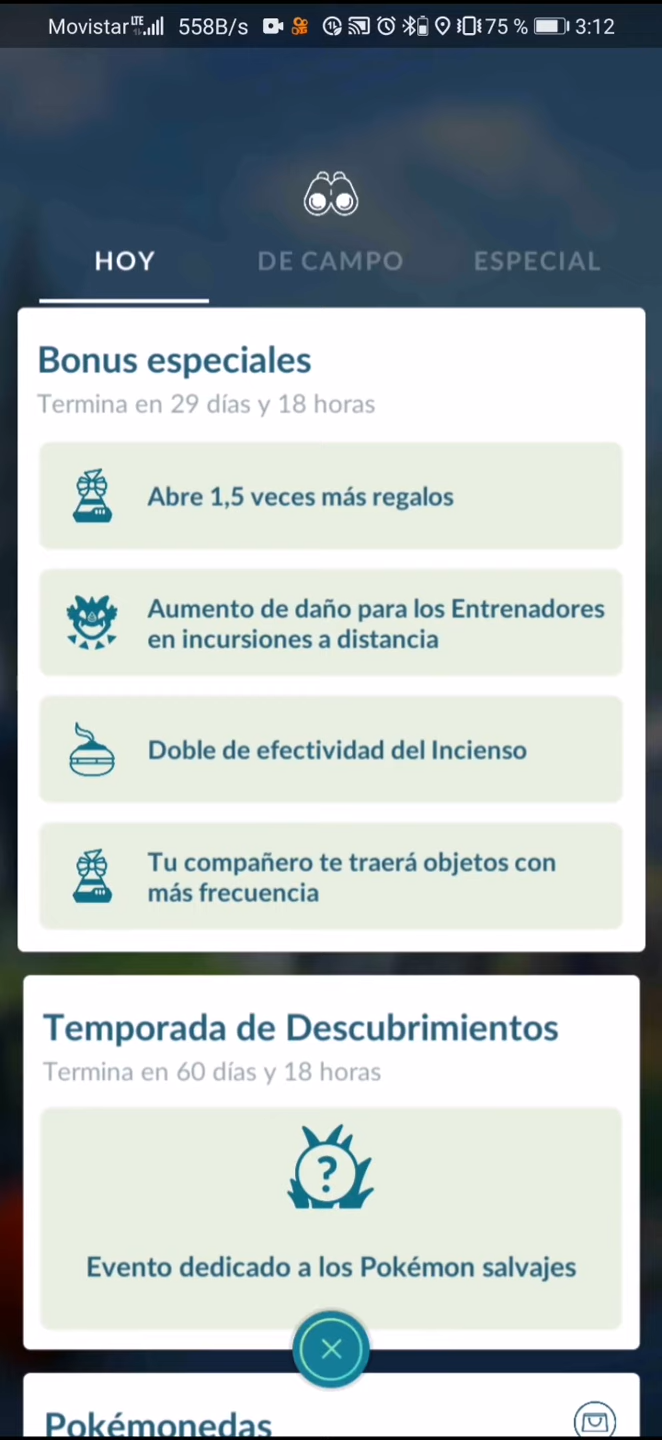 Movistar LTE 558B/s 75 % 3:12
HOY DE CAMPO ESPECIAL
Bonus especiales
Termina en 29 días y 18 horas
Abre 1,5 veces más regalos
Aumento de daño para los Entrenadores
en incursiones a distancia
Doble de efectividad del Incienso
Tu compañero te traerá objetos con
más frecuencia
Temporada de Descubrimientos
Termina en 60 días y 18 horas
?
Evento dedicado a los Pokémon salvajes
Pokémonedas